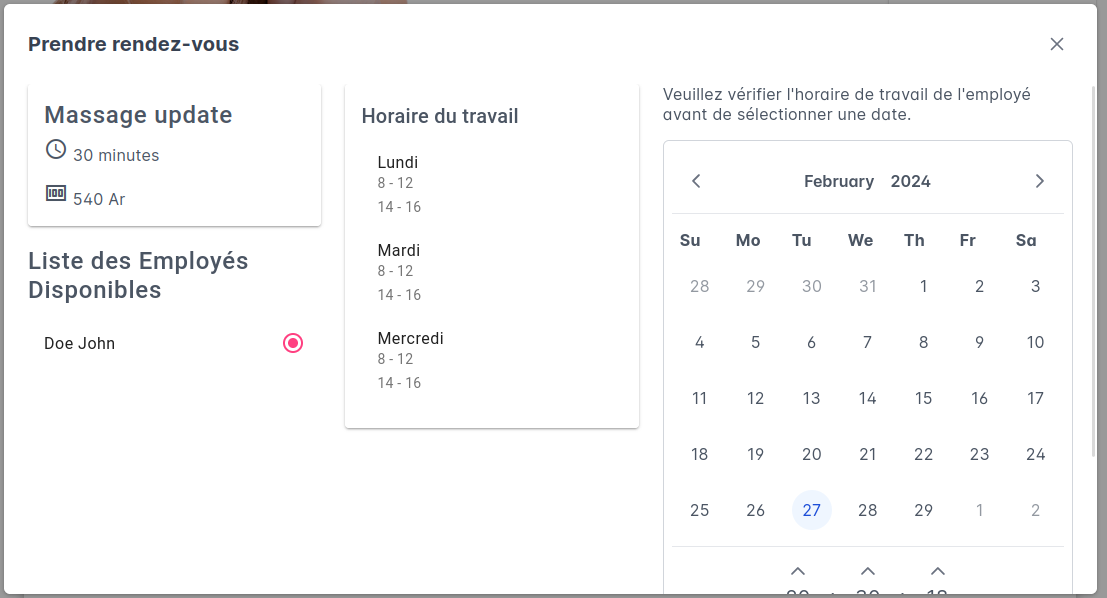 Prendre rendez-vous
Massage update
30 minutes
540 Ar
Liste des Employés
Disponibles
Doe John
Horaire du travail
Lundi
8 - 12
14 - 16
Mardi
8 - 12
14 - 16
Mercredi
8 - 12
14 - 16
Veuillez vérifier l'horaire de travail de l'employé
avant de sélectionner une date.
February 2024
Su Mo Tu We Th Fr Sa
28 29 30 31 1 2 3
4 5 6 7 8 9 10
11 12 13 14 15 16 17
18 19 20 21 22 23 24
25 26 27 28 29 1 2